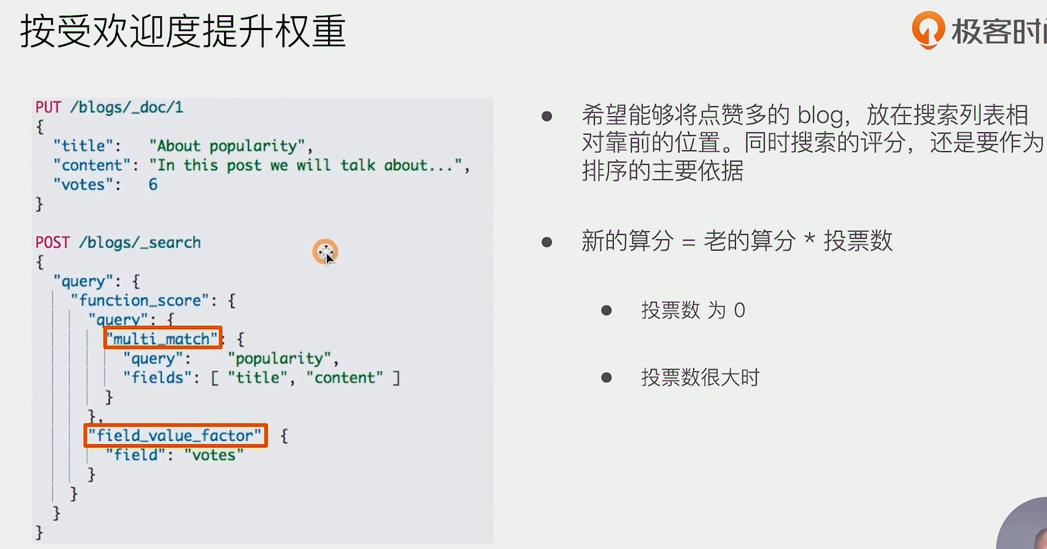 按受欢迎度提升权重
极客时间
PUT /blogs/_doc/1
{
"title": "About popularity",
"content": "In this post we will talk about...",
"votes": 6
}
POST /blogs/_search
{
"query": {
"function_score": {
"query": {
"multi_match": {
"query": "popularity",
"fields": [ "title", "content" ]
}
},
"field_value_factor" {
"field": "votes"
}
}
}
}
希望能够将点赞多的 blog，放在搜索列表相
对靠前的位置。同时搜索的评分，还是要作为
排序的主要依据
新的算分 = 老的算分 * 投票数
投票数 为 0
投票数很大时